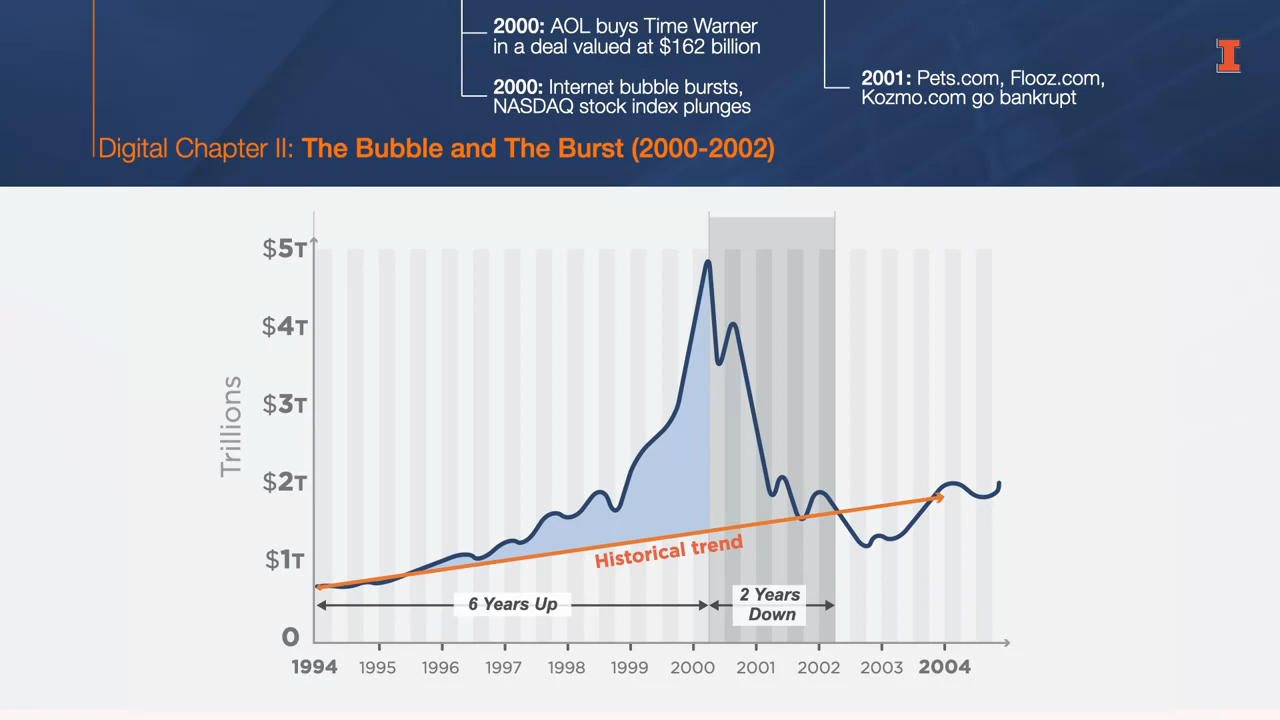 2000: AOL buys Time Warner
in a deal valued at $162 billion
2000: Internet bubble bursts,
NASDAQ stock index plunges
2001: Pets.com, Flooz.com,
Kozmo.com go bankrupt
I
Digital Chapter II: The Bubble and The Burst (2000-2002)
Trillions
$5T
$4T
$3T
$2T
$1T
0
Historical trend
6 Years Up
2 Years
Down
1994 1995 1996 1997 1998 1999 2000 2001 2002 2003 2004